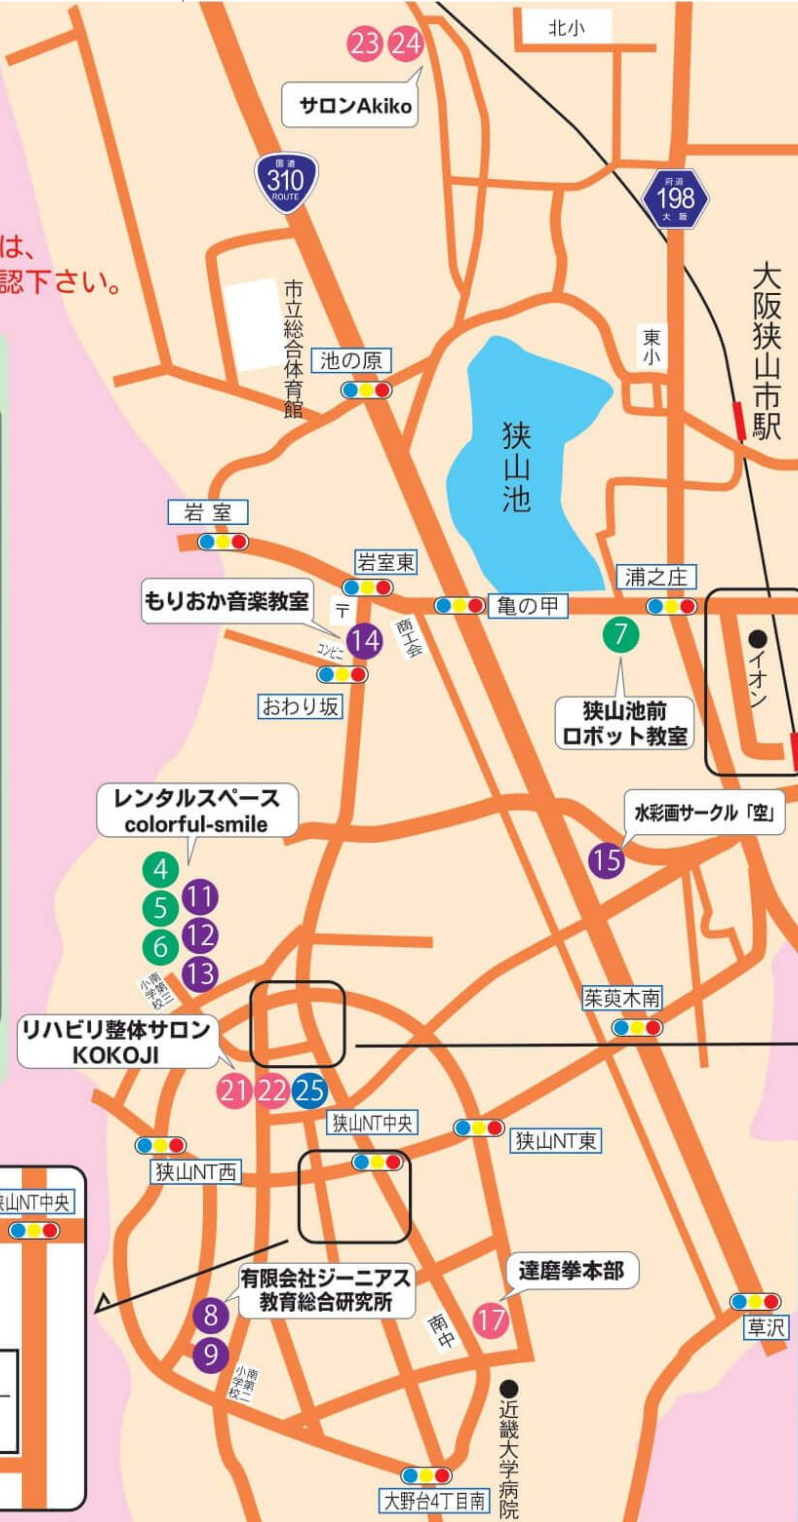 北小
23 24
サロンAkiko
国道
310
ROUTE
府道
198
大阪
は、
認下さい。
市立総合体育館
大阪狭山市駅
東小
池の原
狭山池
岩室
岩室東
浦之庄
もりおか音楽教室
〒
亀の甲
商工会
14
7
コンビニ
イオン
おわり坂
狭山池前
ロボット教室
レンタルスペース
colorful-smile
水彩画サークル「空」
15
4
5
6
11
12
13
南第三
小学校
茱萸木南
リハビリ整体サロン
KOKOJI
21 22 25
狭山NT中央
狭山NT東
狭山NT西
狭山NT中央
有限会社ジーニアス
教育総合研究所
達磨拳本部
8
9
17
南中
草沢
南第二
小学校
近畿大学病院
大野台4丁目南